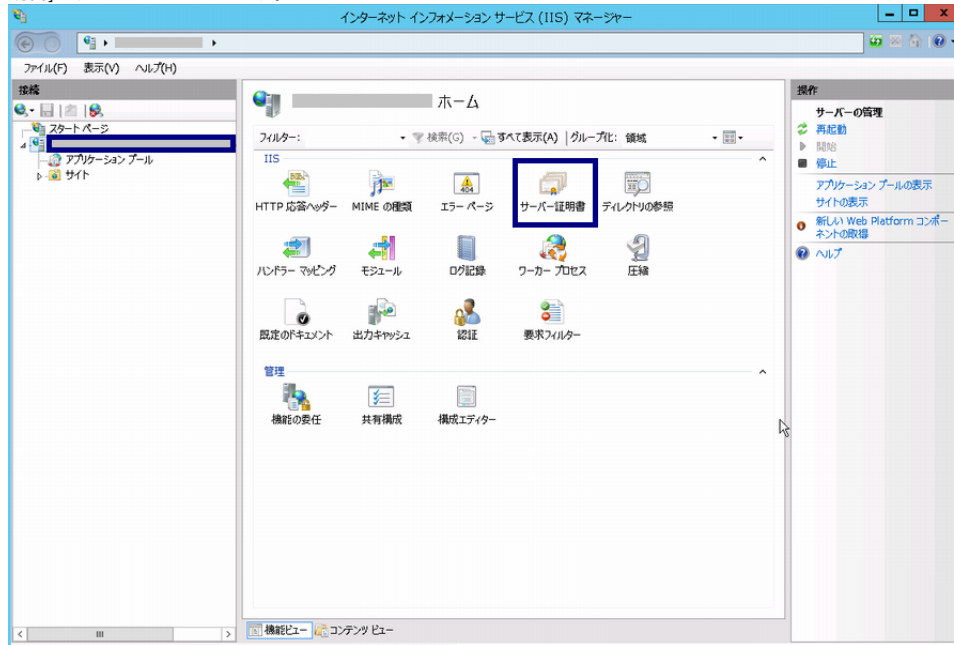 インターネット インフォメーション サービス (IIS) マネージャー
ファイル(F) 表示(V) ヘルプ(H)
接続
スタート ページ
アプリケーション プール
サイト
ホーム
フィルター: 検索(G) すべて表示(A) グループ化: 領域
IIS
HTTP 応答ヘッダー MIME の種類 エラー ページ サーバー証明書 ディレクトリの参照
404
ハンドラー マッピング モジュール ログ記録 ワーカー プロセス 圧縮
既定のドキュメント 出力キャッシュ 認証 要求フィルター
管理
機能の委任 共有構成 構成エディター
機能ビュー コンテンツ ビュー
操作
サーバーの管理
再起動
開始
停止
アプリケーション プールの表示
サイトの表示
新しい Web Platform コンポー
ネントの取得
ヘルプ